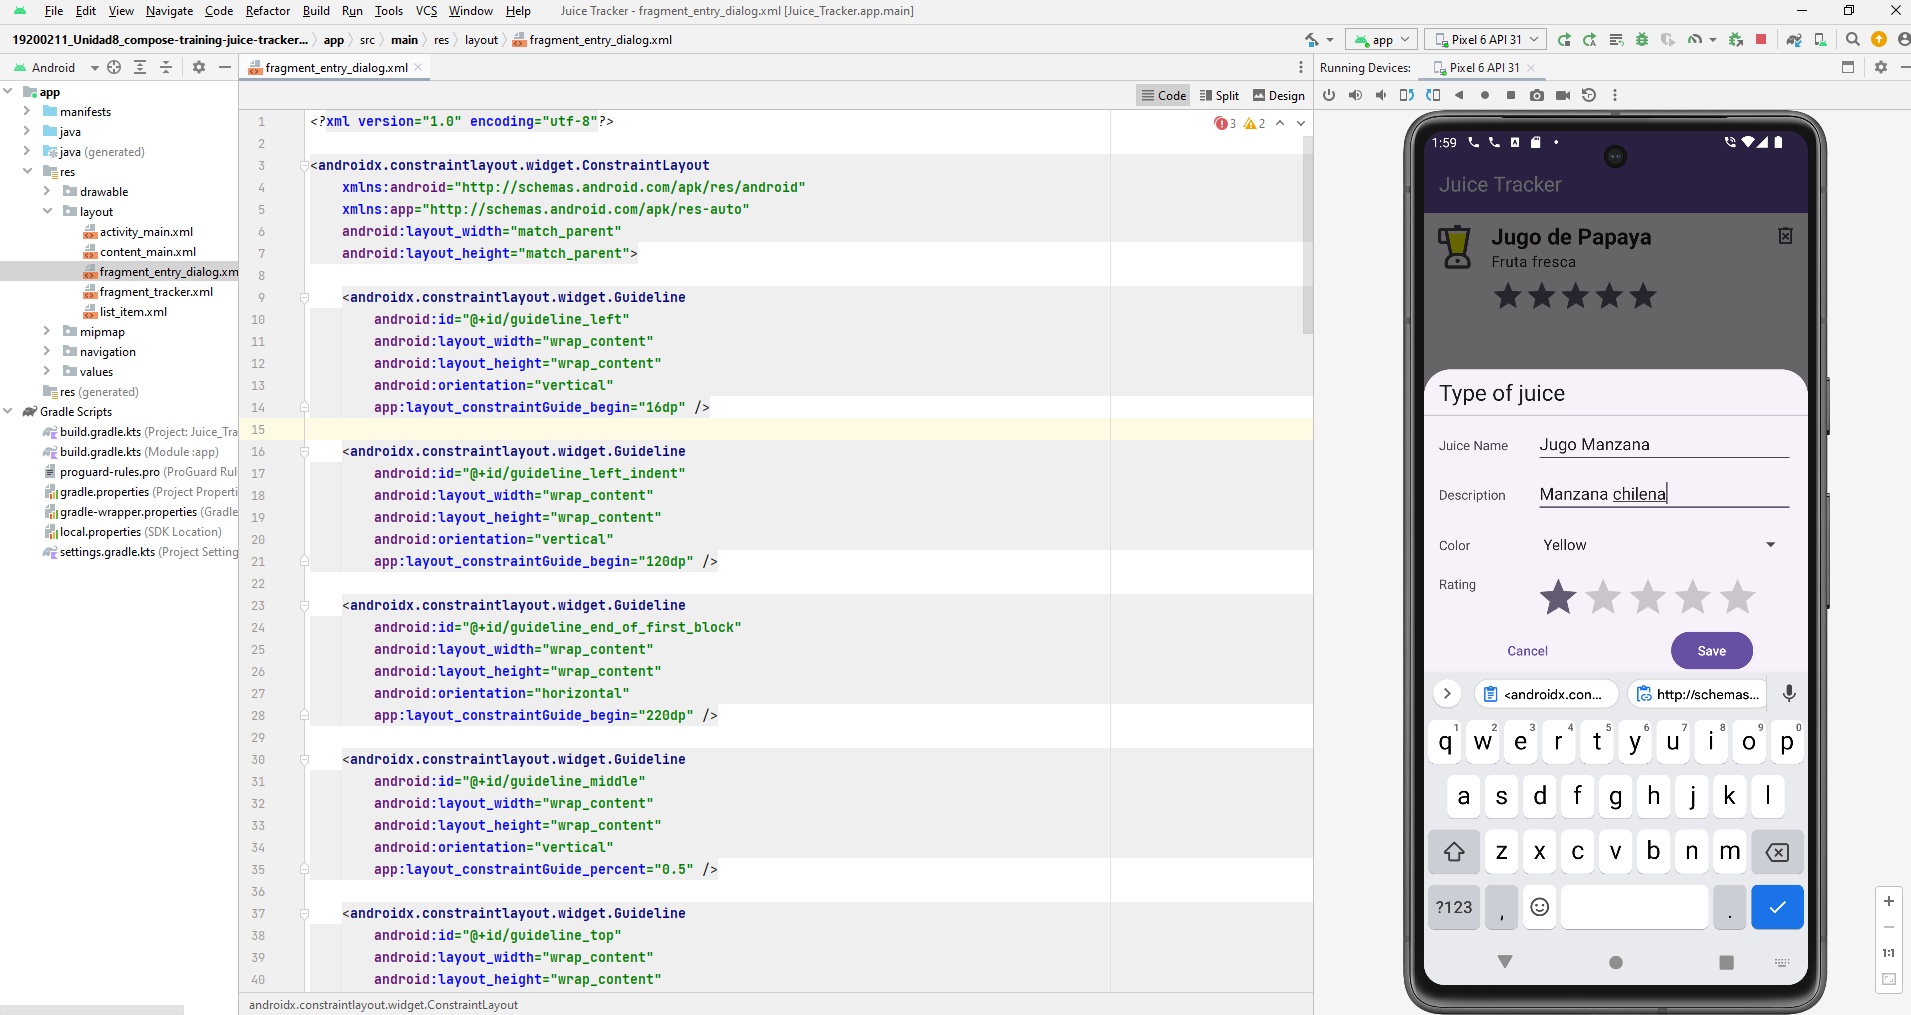 File Edit View Navigate Code Refactor Build Run Tools VCS Window Help Juice Tracker - fragment_entry_dialog.xml [Juice_Tracker.app.main]
19200211_Unidad8_compose-training-juice-tracker... app src main res layout fragment_entry_dialog.xml app Pixel 6 API 31
Android
fragment_entry_dialog.xml
Running Devices: Pixel 6 API 31
Code Split Design
app
manifests
java
java (generated)
res
drawable
layout
activity_main.xml
content_main.xml
fragment_entry_dialog.xm
fragment_tracker.xml
list_item.xml
mipmap
navigation
values
res (generated)
Gradle Scripts
build.gradle.kts (Project: Juice_Tra
build.gradle.kts (Module :app)
proguard-rules.pro (ProGuard Rul
gradle.properties (Project Properti
gradle-wrapper.properties (Gradle
local.properties (SDK Location)
settings.gradle.kts (Project Setting
3 2
1 <?xml version="1.0" encoding="utf-8"?>
2
3 <androidx.constraintlayout.widget.ConstraintLayout
4 xmlns:android="http://schemas.android.com/apk/res/android"
5 xmlns:app="http://schemas.android.com/apk/res-auto"
6 android:layout_width="match_parent"
7 android:layout_height="match_parent">
8
9 <androidx.constraintlayout.widget.Guideline
10 android:id="@+id/guideline_left"
11 android:layout_width="wrap_content"
12 android:layout_height="wrap_content"
13 android:orientation="vertical"
14 app:layout_constraintGuide_begin="16dp" />
15
16 <androidx.constraintlayout.widget.Guideline
17 android:id="@+id/guideline_left_indent"
18 android:layout_width="wrap_content"
19 android:layout_height="wrap_content"
20 android:orientation="vertical"
21 app:layout_constraintGuide_begin="120dp" />
22
23 <androidx.constraintlayout.widget.Guideline
24 android:id="@+id/guideline_end_of_first_block"
25 android:layout_width="wrap_content"
26 android:layout_height="wrap_content"
27 android:orientation="horizontal"
28 app:layout_constraintGuide_begin="220dp" />
29
30 <androidx.constraintlayout.widget.Guideline
31 android:id="@+id/guideline_middle"
32 android:layout_width="wrap_content"
33 android:layout_height="wrap_content"
34 android:orientation="vertical"
35 app:layout_constraintGuide_percent="0.5" />
36
37 <androidx.constraintlayout.widget.Guideline
38 android:id="@+id/guideline_top"
39 android:layout_width="wrap_content"
40 android:layout_height="wrap_content"
androidx.constraintlayout.widget.ConstraintLayout
1:59
Juice Tracker
Jugo de Papaya
Fruta fresca
Type of juice
Juice Name Jugo Manzana
Description Manzana chilena
Color Yellow
Rating
Cancel Save
<androidx.con... http://schemas...
q1 w2 e3 r4 t5 y6 u7 i8 o9 p0
a s d f g h j k l
z x c v b n m
?123 , .
1:1